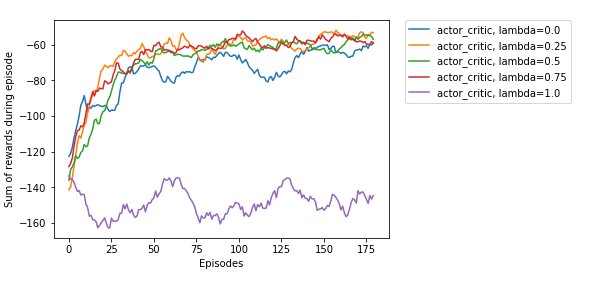 Sum of rewards during episode
−60
−80
−100
−120
−140
−160
0
25
50
75
100
125
150
175
Episodes
actor_critic, lambda=0.0
actor_critic, lambda=0.25
actor_critic, lambda=0.5
actor_critic, lambda=0.75
actor_critic, lambda=1.0